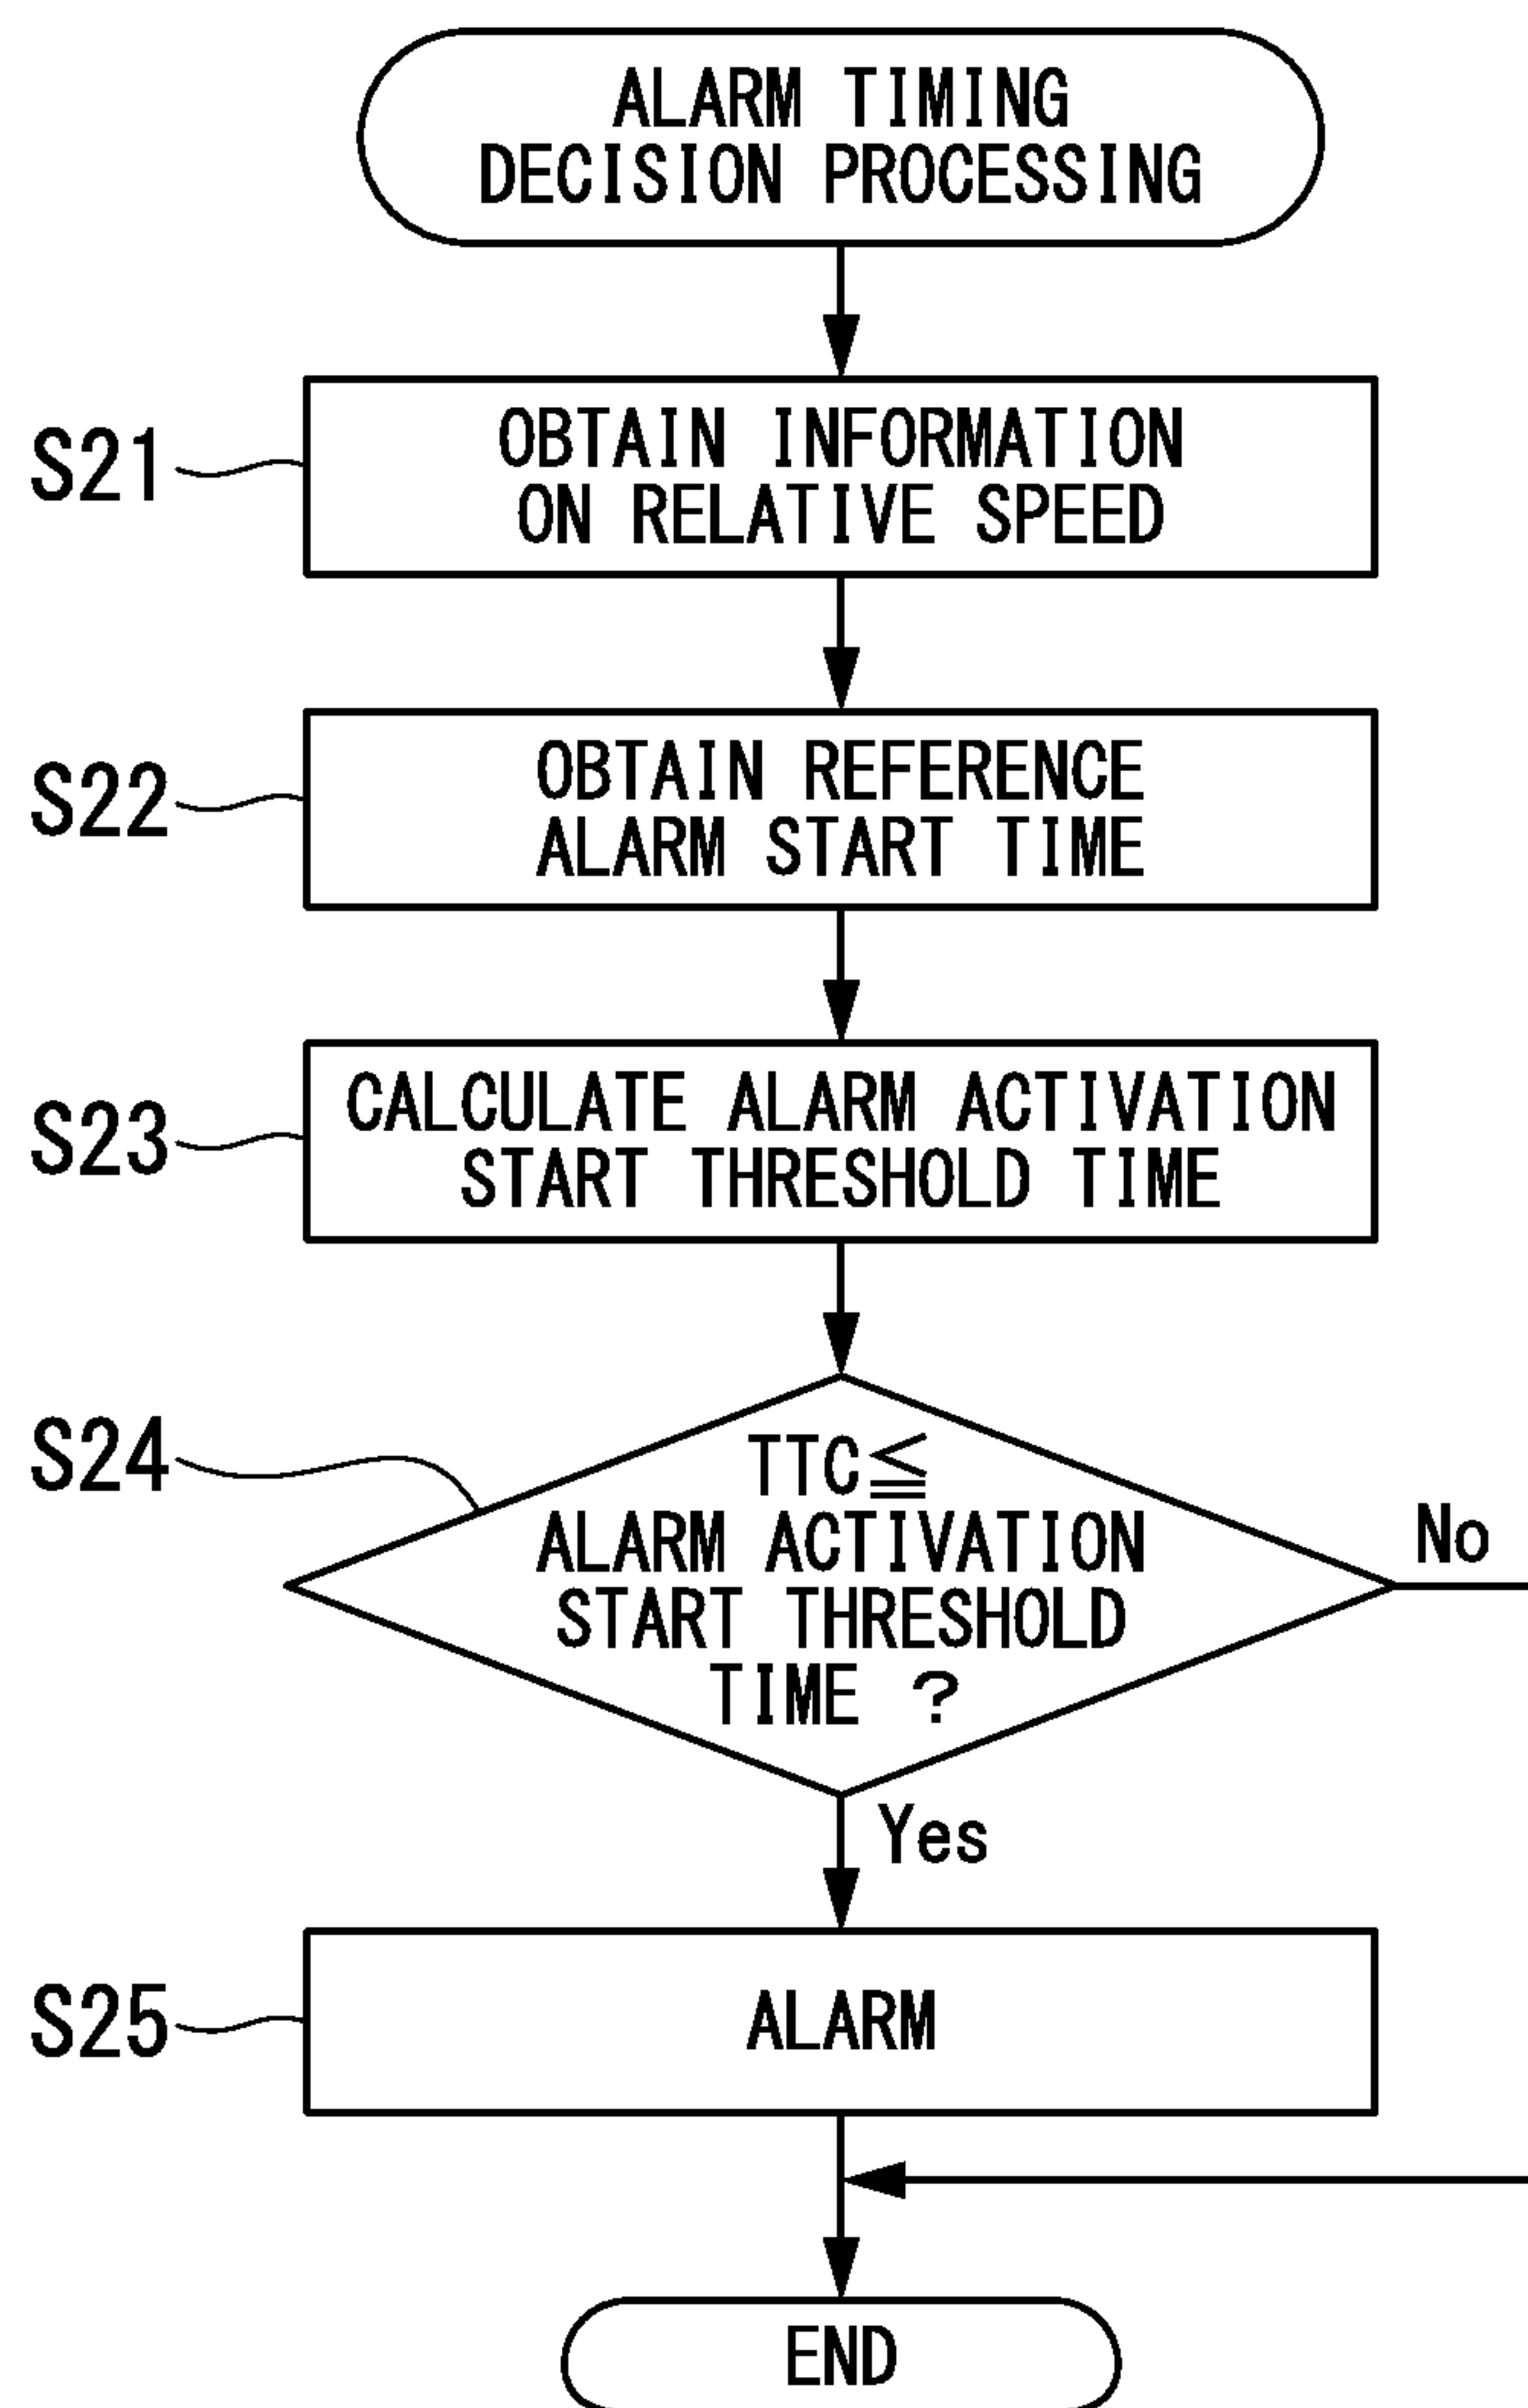 ALARM TIMING
DECISION PROCESSING
S21
OBTAIN INFORMATION
ON RELATIVE SPEED
S22
OBTAIN REFERENCE
ALARM START TIME
S23
CALCULATE ALARM ACTIVATION
START THRESHOLD TIME
S24
TTC≦
ALARM ACTIVATION
START THRESHOLD
TIME ?
No
Yes
S25
ALARM
END